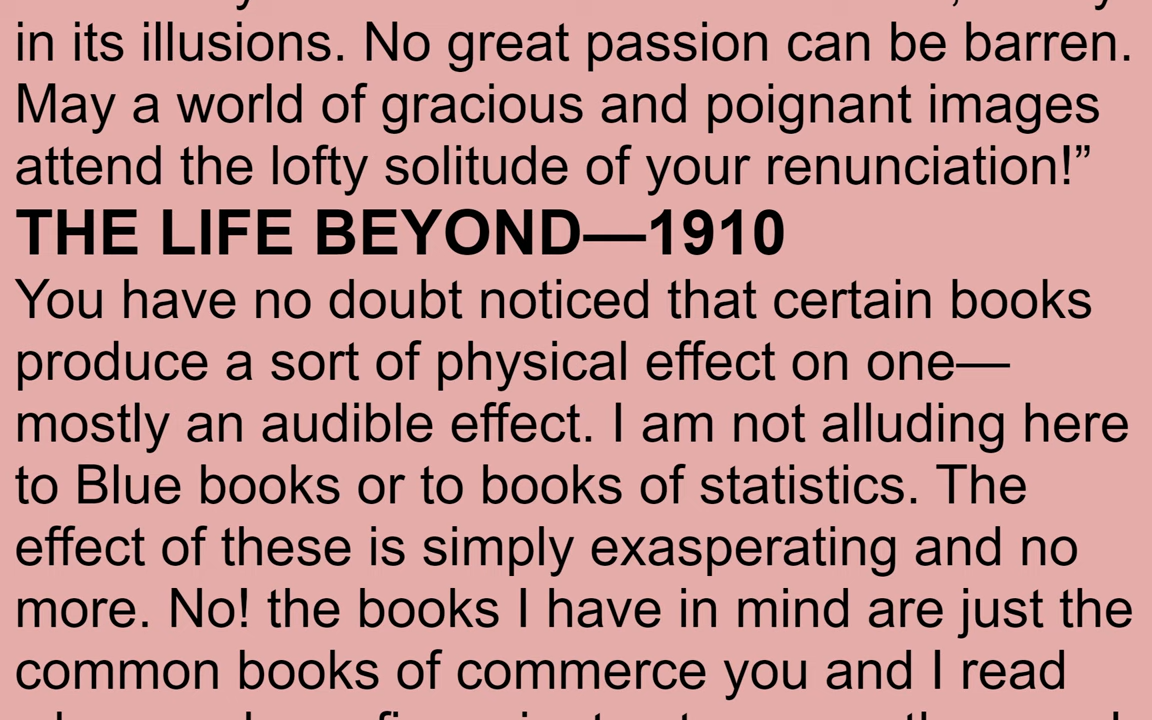 in its illusions. No great passion can be barren.
May a world of gracious and poignant images
attend the lofty solitude of your renunciation!”
THE LIFE BEYOND—1910
You have no doubt noticed that certain books
produce a sort of physical effect on one—
mostly an audible effect. I am not alluding here
to Blue books or to books of statistics. The
effect of these is simply exasperating and no
more. No! the books I have in mind are just the
common books of commerce you and I read